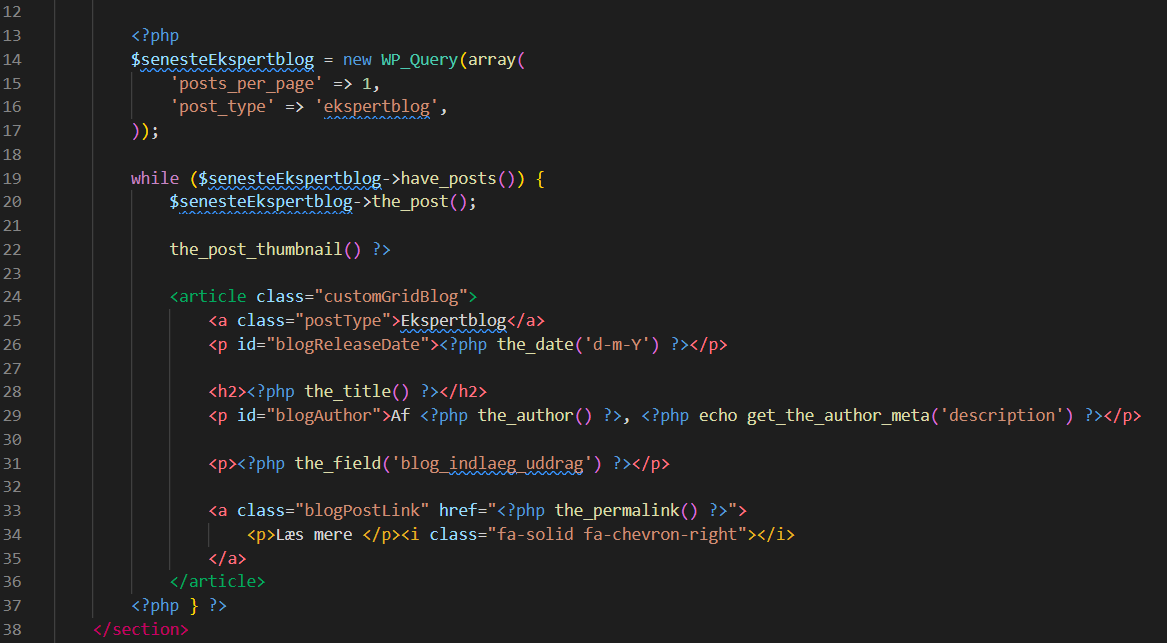 12
13 <?php
14 $senesteEkspertblog = new WP_Query(array(
15 'posts_per_page' => 1,
16 'post_type' => 'ekspertblog',
17 ));
18
19 while ($senesteEkspertblog->have_posts()) {
20 $senesteEkspertblog->the_post();
21
22 the_post_thumbnail() ?>
23
24 <article class="customGridBlog">
25 <a class="postType">Ekspertblog</a>
26 <p id="blogReleaseDate"><?php the_date('d-m-Y') ?></p>
27
28 <h2><?php the_title() ?></h2>
29 <p id="blogAuthor">Af <?php the_author() ?>, <?php echo get_the_author_meta('description') ?></p>
30
31 <p><?php the_field('blog_indlaeg_uddrag') ?></p>
32
33 <a class="blogPostLink" href="<?php the_permalink() ?>">
34 <p>Læs mere </p><i class="fa-solid fa-chevron-right"></i>
35 </a>
36 </article>
37 <?php } ?>
38 </section>